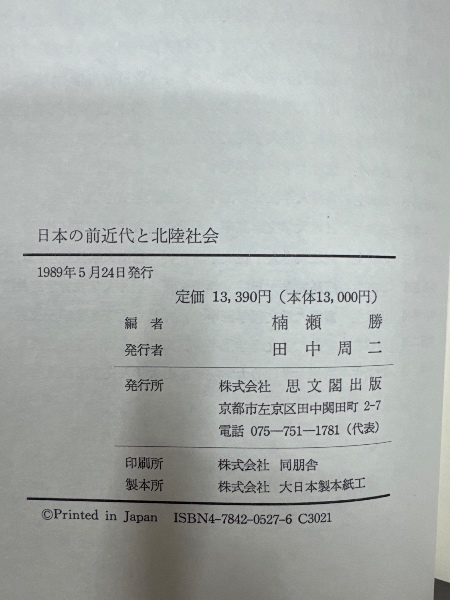 日本の前近代と北陸社会
1989年5月24日発行
定価 13,390円（本体13,000円）
編者 楠瀬 勝
発行者 田中周二
発行所 株式会社 思文閣出版
京都市左京区田中関田町 2-7
電話 075―751―1781（代表）
印刷所 株式会社 同朋舎
製本所 株式会社 大日本製本紙工
©Printed in Japan ISBN4-7842-0527-6 C3021